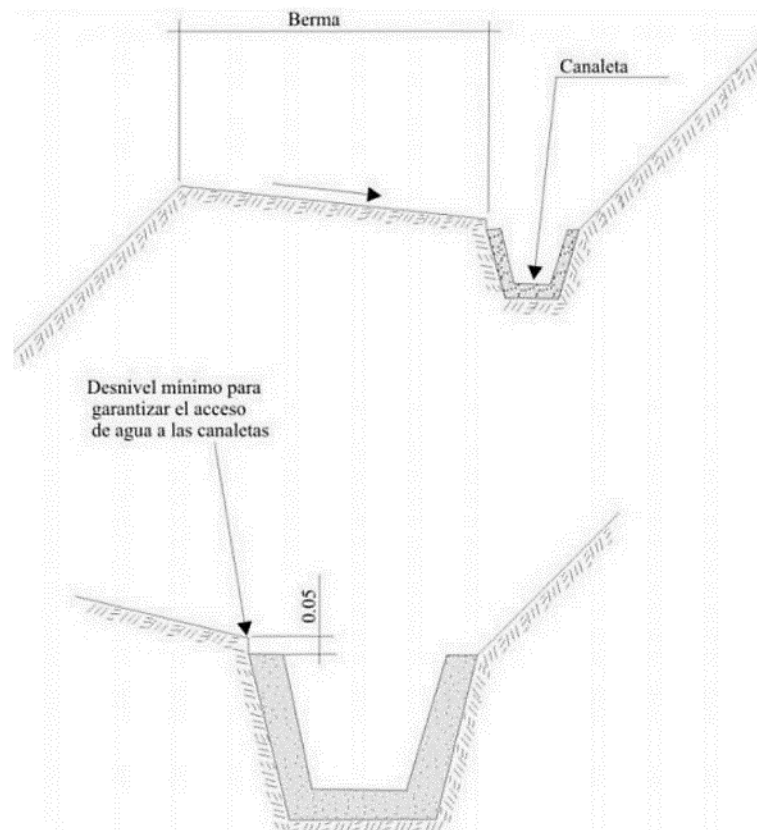 Berma
Canaleta
Desnivel mínimo para
garantizar el acceso
de agua a las canaletas
0.05